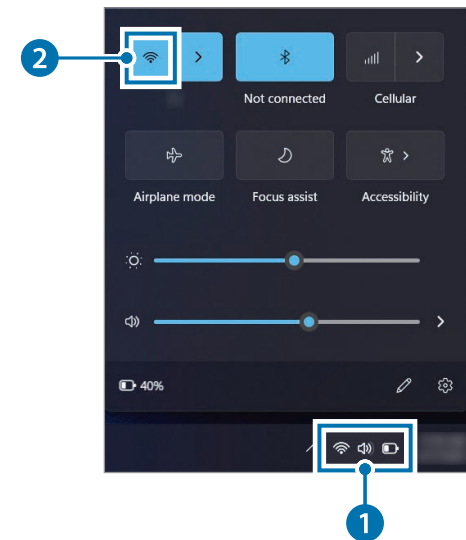 2
Not connected
Cellular
Airplane mode
Focus assist
Accessibility
40%
1